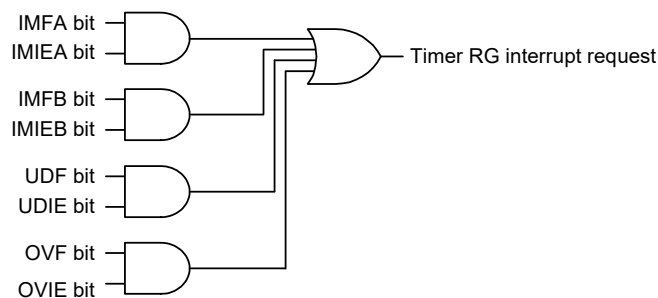 IMFA bit
IMIEA bit
Timer RG interrupt request
IMFB bit
IMIEB bit
UDF bit
UDIE bit
OVF bit
OVIE bit